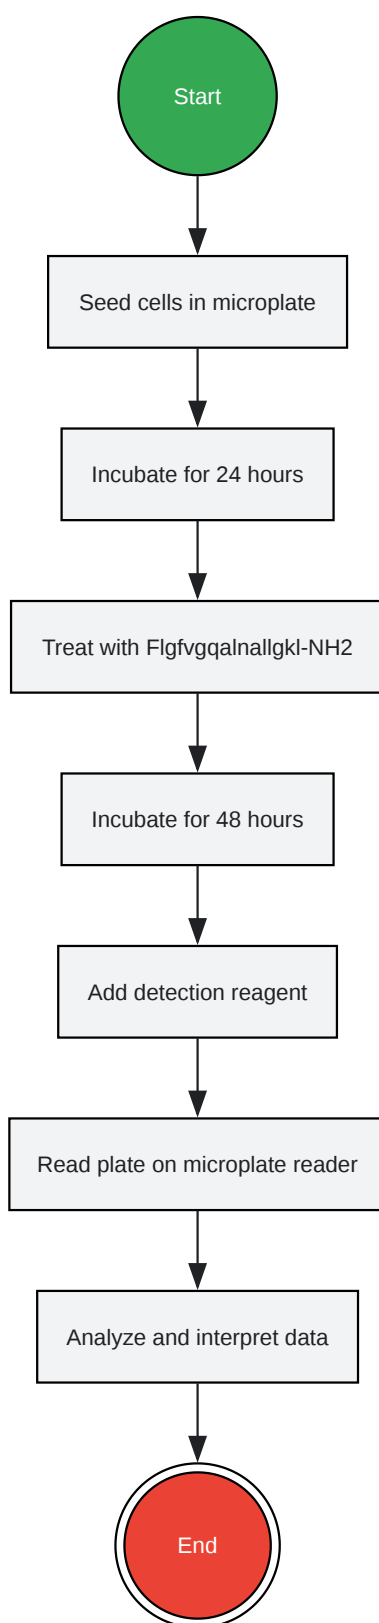 Start
Seed cells in microplate
Incubate for 24 hours
Treat with Flgfvgqalnallgkl-NH2
Incubate for 48 hours
Add detection reagent
Read plate on microplate reader
Analyze and interpret data
End